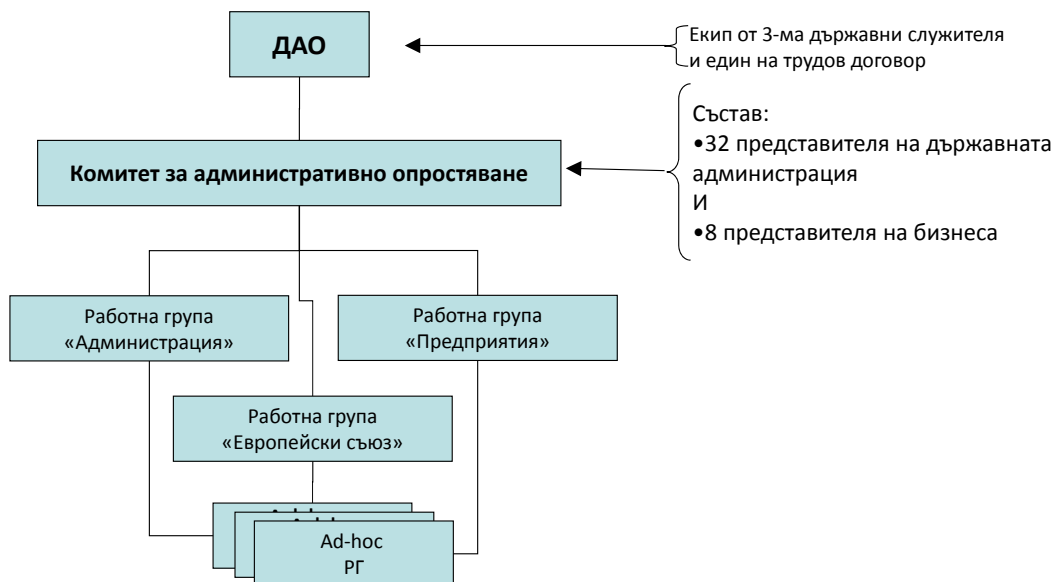 ДАО
Екип от 3-ма държавни служителя
и един на трудов договор
Комитет за административно опростяване
Състав:
•32 представителя на държавната
администрация
И
•8 представителя на бизнеса
Работна група
«Администрация»
Работна група
«Предприятия»
Работна група
«Европейски съюз»
Ad-hoc
РГ